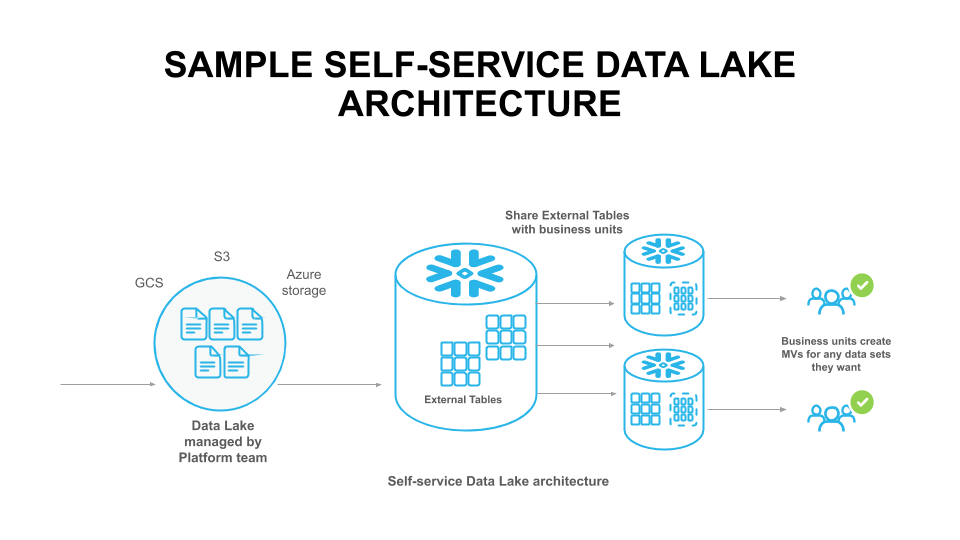 SAMPLE SELF-SERVICE DATA LAKE
ARCHITECTURE
Share External Tables
with business units
S3
GCS
Azure
storage
Business units create
MVs for any data sets
they want
External Tables
Data Lake
managed by
Platform team
Self-service Data Lake architecture